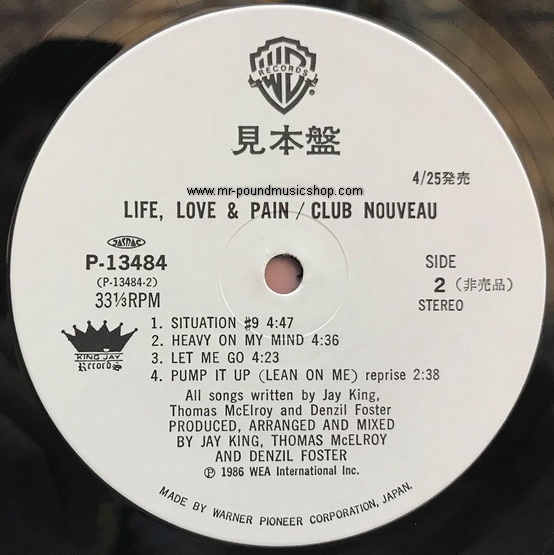 WB
RECORDS
®
見本盤
4/25発売
www.mr-poundmusicshop.com
LIFE, LOVE & PAIN / CLUB NOUVEAU
JASRAC
P-13484
(P-13484-2)
33⅓RPM
SIDE
2 (非売品)
STEREO
KING JAY
Records
1. SITUATION #9 4:47
2. HEAVY ON MY MIND 4:36
3. LET ME GO 4:23
4. PUMP IT UP (LEAN ON ME) reprise 2:38
All songs written by Jay King,
Thomas McElroy and Denzil Foster
PRODUCED, ARRANGED AND MIXED
BY JAY KING, THOMAS McELROY
AND DENZIL FOSTER
℗ 1986 WEA International Inc.
MADE BY WARNER PIONEER CORPORATION, JAPAN.